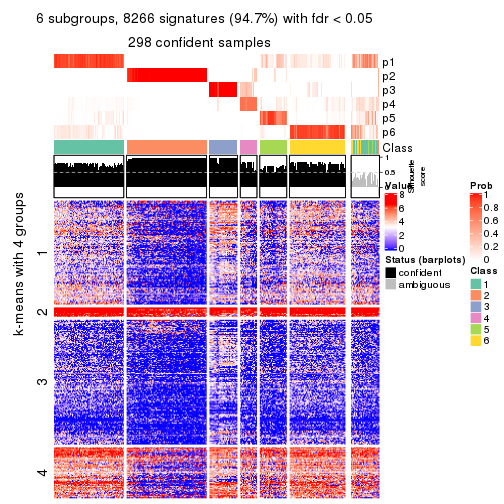 6 subgroups, 8266 signatures (94.7%) with fdr < 0.05
298 confident samples
p1
p2
p3
p4
p5
p6
Class
1
0.5
0
Silhouette
score
k-means with 4 groups
1
2
3
4
Value
8
6
4
2
0
Status (barplots)
confident
ambiguous
Prob
1
0.8
0.6
0.4
0.2
0
Class
1
2
3
4
5
6